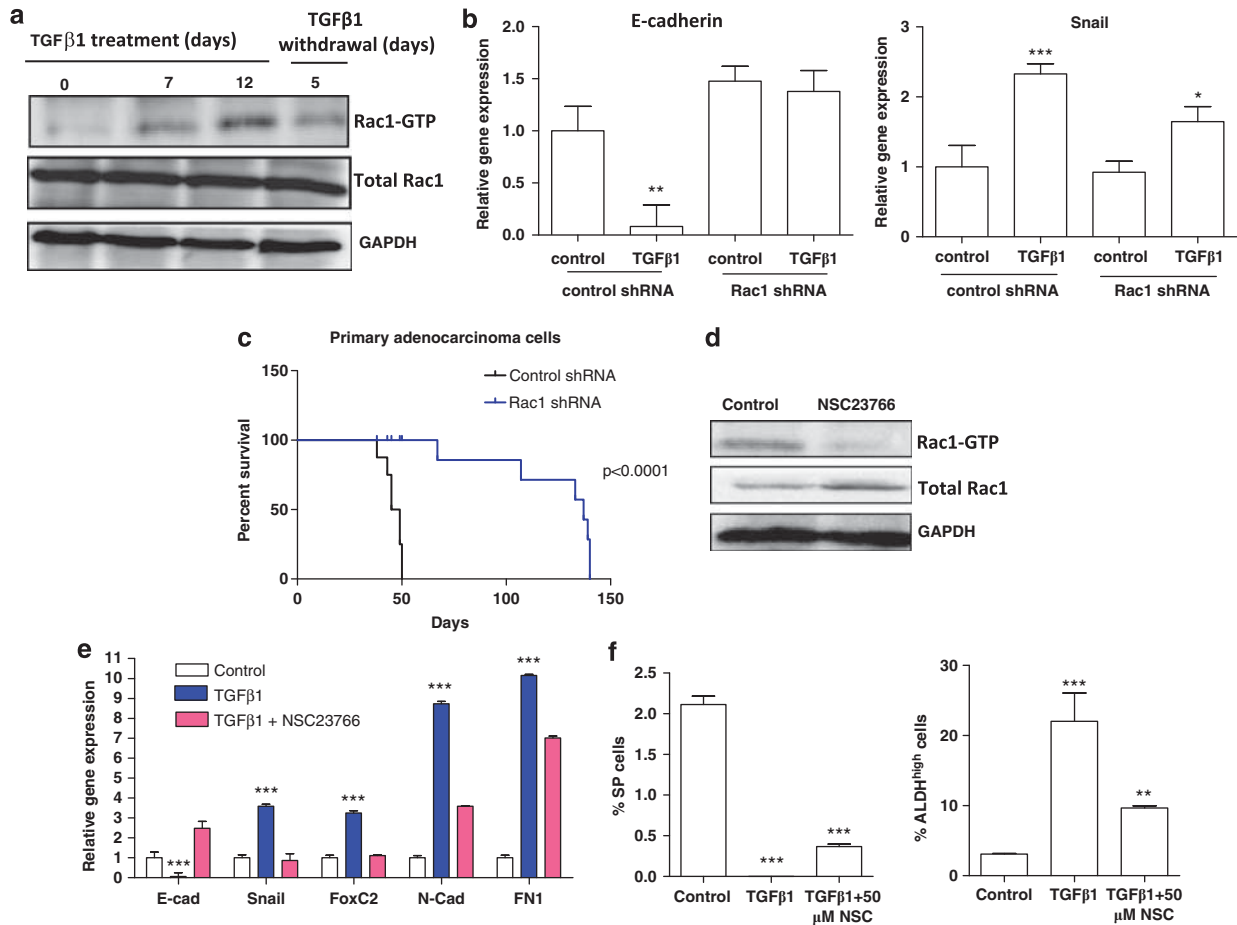 a
TGFβ1 treatment (days)
TGFβ1
withdrawal (days)
0 7 12 5
Rac1-GTP
Total Rac1
GAPDH
b
E-cadherin
Relative gene expression
2.0
1.5
1.0
0.5
0.0
**
control TGFβ1 control TGFβ1
control shRNA Rac1 shRNA
Snail
Relative gene expression
3
2
1
0
***
*
control TGFβ1 control TGFβ1
control shRNA Rac1 shRNA
c
Primary adenocarcinoma cells
Percent survival
150
100
50
0
Control shRNA
Rac1 shRNA
p<0.0001
0 50 100 150
Days
d
Control NSC23766
Rac1-GTP
Total Rac1
GAPDH
e
Relative gene expression
11
10
9
8
7
6
5
4
3
2
1
0
Control
TGFβ1
TGFβ1 + NSC23766
*** *** *** *** ***
E-cad Snail FoxC2 N-Cad FN1
f
% SP cells
2.5
2.0
1.5
1.0
0.5
0.0
*** ***
Control TGFβ1 TGFβ1+50
μM NSC
% ALDHhigh cells
30
20
10
0
*** **
Control TGFβ1 TGFβ1+50
μM NSC